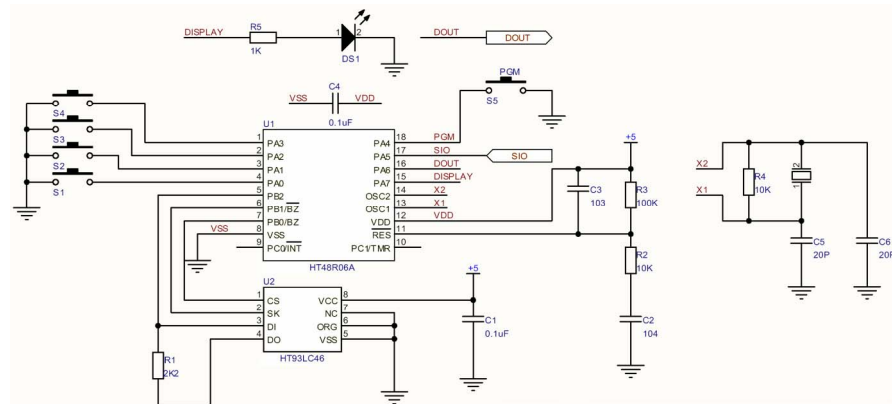 DISPLAY
R5
1K
1
2
DS1
DOUT
DOUT
PGM
S5
C4
VSS
VDD
0.1uF
S4
S3
S2
S1
U1
1 PA3
2 PA2
3 PA1
4 PA0
5 PB2
6 PB1/BZ
7 PB0/BZ
8 VSS
9 PC0/INT
PA4 18 PGM
PA5 17 SIO
PA6 16 DOUT
PA7 15 DISPLAY
OSC2 14 X2
OSC1 13 X1
VDD 12 VDD
RES 11
PC1/TMR 10
HT48R06A
VSS
SIO
+5
C3
103
R3
100K
R2
10K
C2
104
X2
X1
R4
10K
1 2
C5
20P
C6
20P
U2
1 CS
2 SK
3 DI
4 DO
VCC 8
NC 7
ORG 6
VSS 5
HT93LC46
+5
C1
0.1uF
R1
2K2